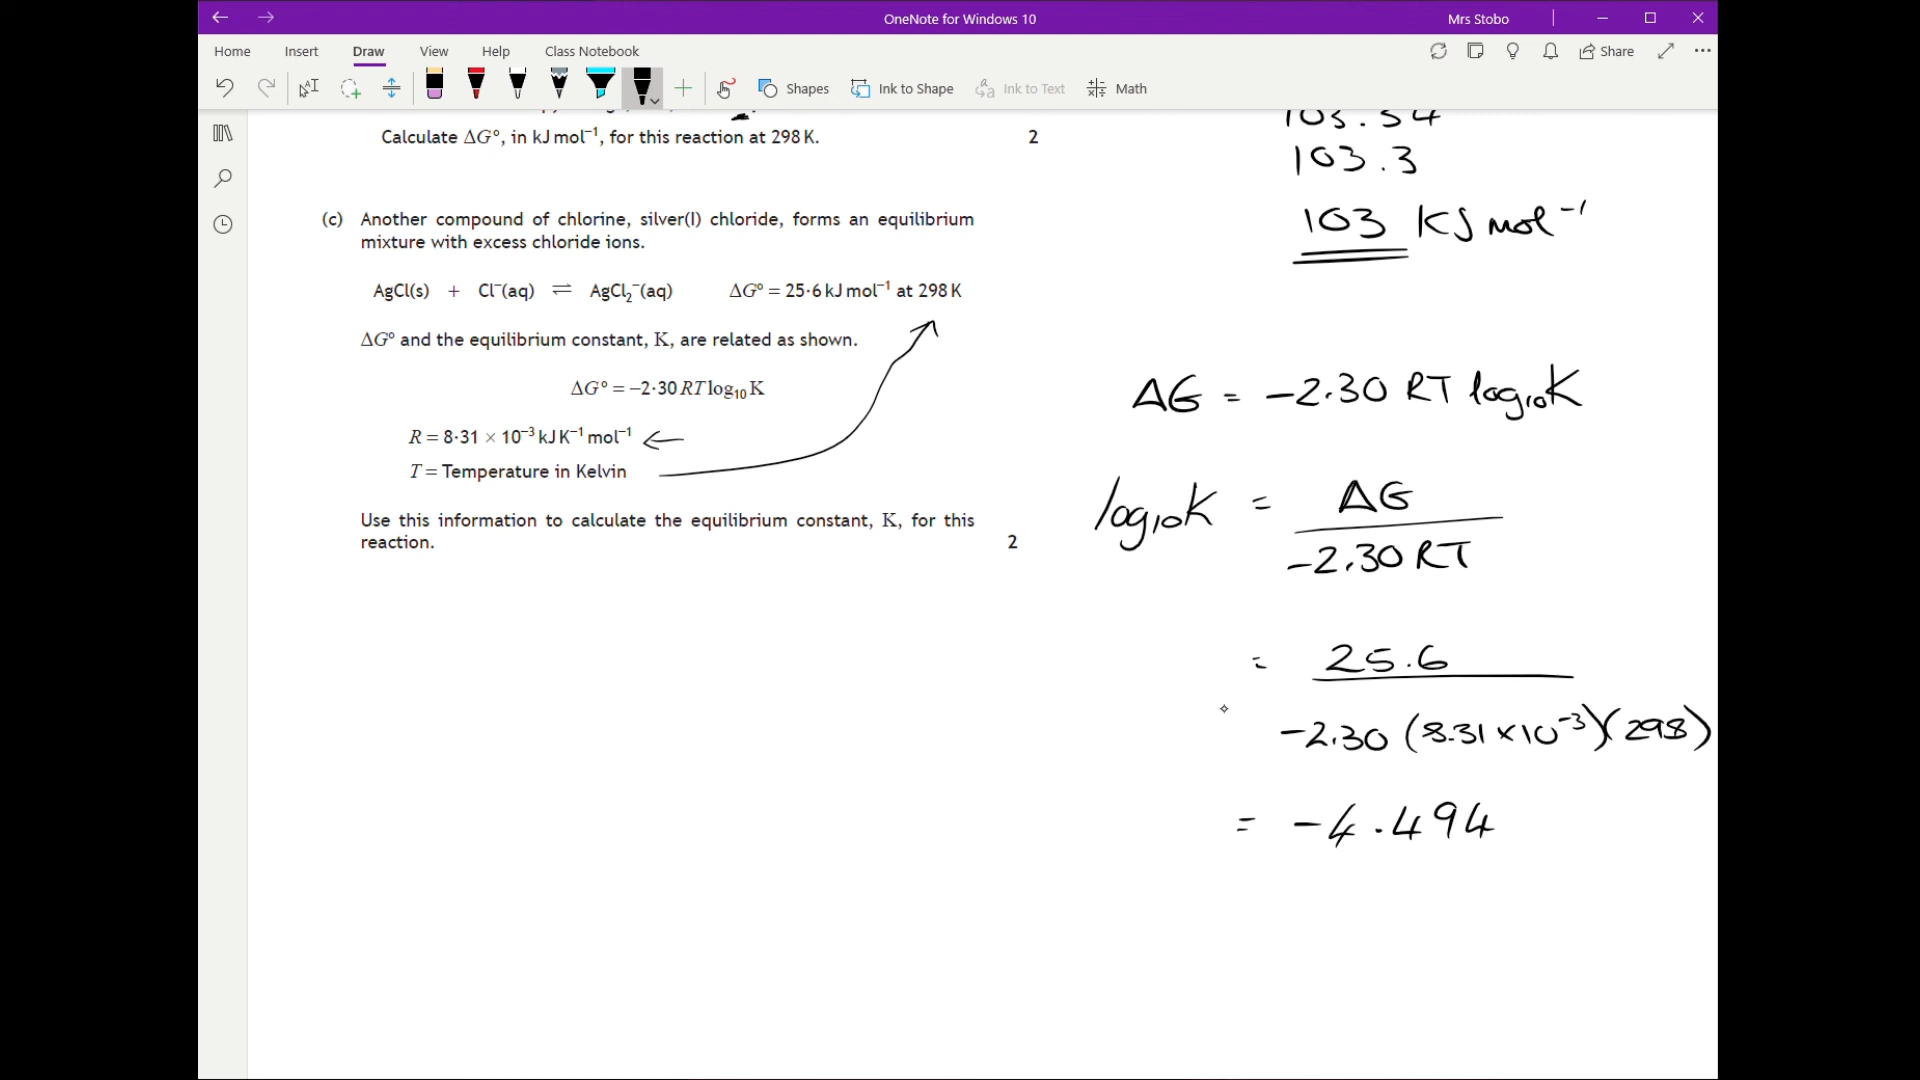 OneNote for Windows 10
Mrs Stobo
Home Insert Draw View Help Class Notebook
Share
Shapes Ink to Shape Ink to Text Math
Calculate ΔG°, in kJ mol⁻¹, for this reaction at 298 K. 2
(c) Another compound of chlorine, silver(I) chloride, forms an equilibrium
mixture with excess chloride ions.
AgCl(s) + Cl⁻(aq) ⇌ AgCl₂⁻(aq) ΔG° = 25·6 kJ mol⁻¹ at 298 K
ΔG° and the equilibrium constant, K, are related as shown.
ΔG° = −2·30 RT log₁₀ K
R = 8·31 × 10⁻³ kJ K⁻¹ mol⁻¹
T = Temperature in Kelvin
Use this information to calculate the equilibrium constant, K, for this
reaction. 2
103.34
103.3
103 KJ mol⁻¹
ΔG = −2.30 RT log₁₀K
log₁₀K = ΔG
−2.30 RT
= 25.6
−2.30 (8.31×10⁻³)(298)
= −4.494